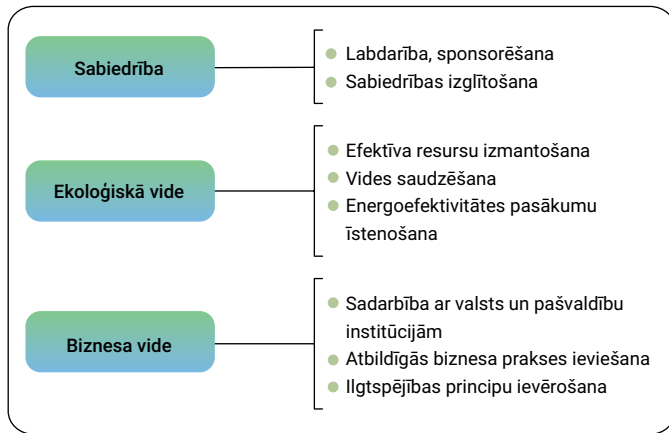 Sabiedrība
Labdarība, sponsorēšana
Sabiedrības izglītošana
Ekoloģiskā vide
Efektīva resursu izmantošana
Vides saudzēšana
Energoefektivitātes pasākumu
īstenošana
Biznesa vide
Sadarbība ar valsts un pašvaldību
institūcijām
Atbildīgās biznesa prakses ieviešana
Ilgtspējības principu ievērošana